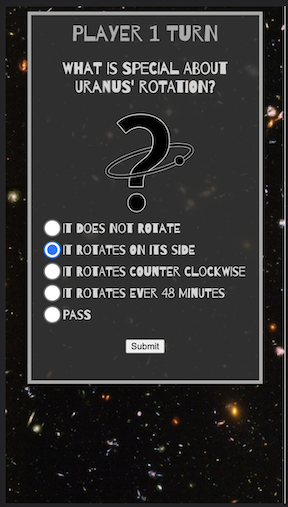 PLAYER 1 TURN
WHAT IS SPECIAL ABOUT
URANUS' ROTATION?
IT DOES NOT ROTATE
IT ROTATES ON ITS SIDE
IT ROTATES COUNTER CLOCKWISE
IT ROTATES EVER 48 MINUTES
PASS
Submit